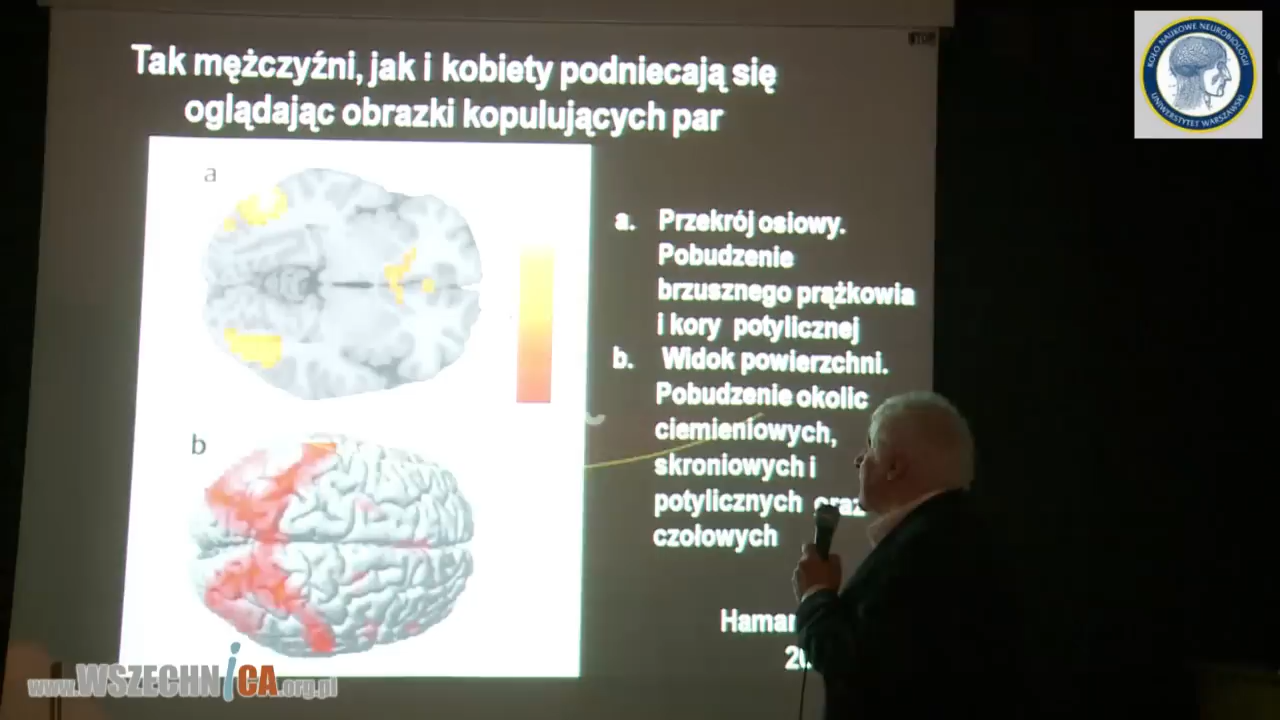 STOP
KOŁO NAUKOWE NEUROBIOLOGII
UNIWERSYTET WARSZAWSKI
Tak mężczyźni, jak i kobiety podniecają się
oglądając obrazki kopulujących par
a
a. Przekrój osiowy.
Pobudzenie
brzusznego prążkowia
i kory potylicznej
b. Widok powierzchni.
Pobudzenie okolic
ciemieniowych,
skroniowych i
potylicznych oraz
czołowych
b
www.WSZECHNiCA.org.pl